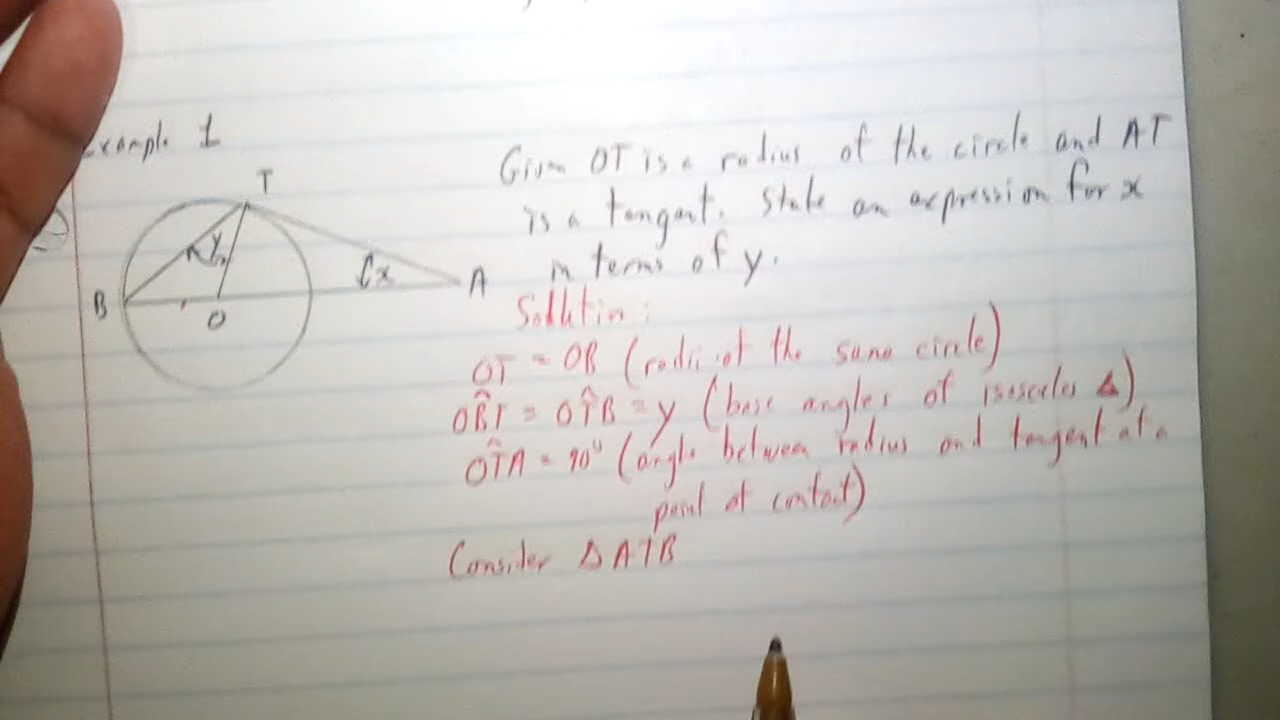 Example 1
T
y
B
O
x
A
Given OT is a radius of the circle and AT
is a tangent. State an expression for x
in terms of y.
Solution:
OT = OB (radii of the same circle)
OB̂T = OT̂B = y (base angles of isosceles Δ)
OT̂A = 90° (angle between radius and tangent at a
point of contact)
Consider ΔATB